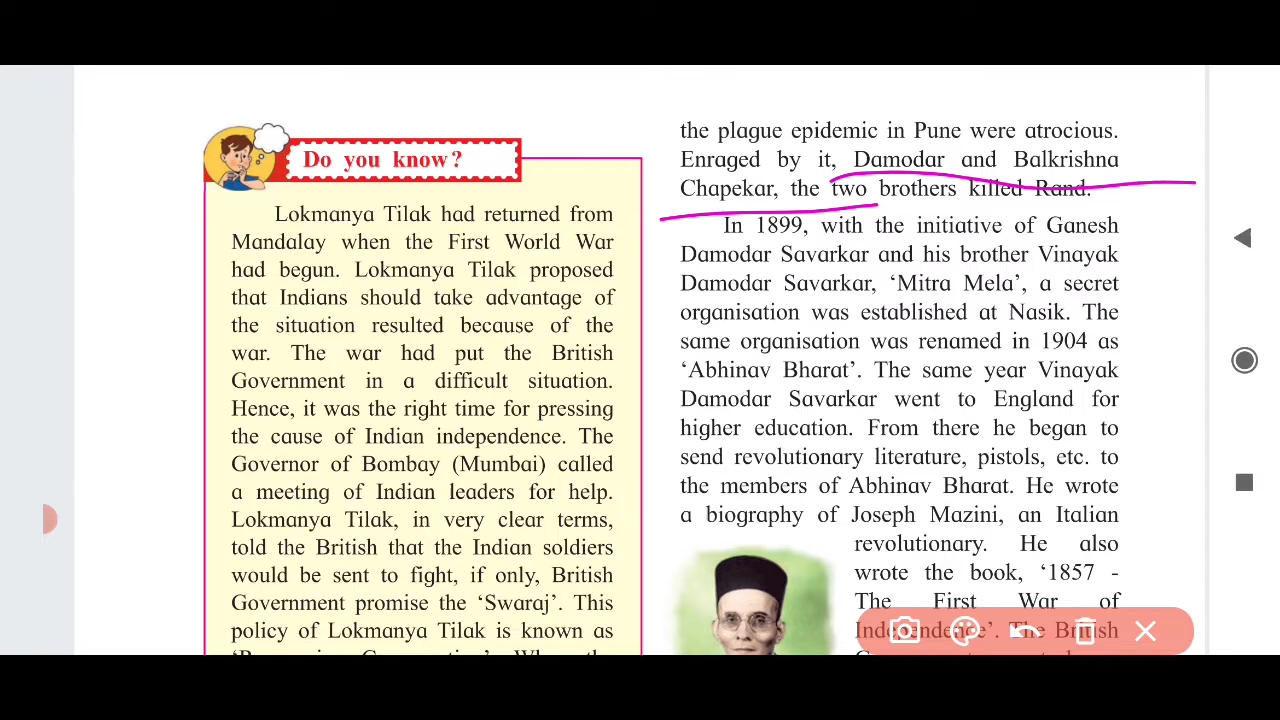 Do you know?
Lokmanya Tilak had returned from
Mandalay when the First World War
had begun. Lokmanya Tilak proposed
that Indians should take advantage of
the situation resulted because of the
war. The war had put the British
Government in a difficult situation.
Hence, it was the right time for pressing
the cause of Indian independence. The
Governor of Bombay (Mumbai) called
a meeting of Indian leaders for help.
Lokmanya Tilak, in very clear terms,
told the British that the Indian soldiers
would be sent to fight, if only, British
Government promise the ‘Swaraj’. This
policy of Lokmanya Tilak is known as
the plague epidemic in Pune were atrocious.
Enraged by it, Damodar and Balkrishna
Chapekar, the two brothers killed Rand.
In 1899, with the initiative of Ganesh
Damodar Savarkar and his brother Vinayak
Damodar Savarkar, ‘Mitra Mela’, a secret
organisation was established at Nasik. The
same organisation was renamed in 1904 as
‘Abhinav Bharat’. The same year Vinayak
Damodar Savarkar went to England for
higher education. From there he began to
send revolutionary literature, pistols, etc. to
the members of Abhinav Bharat. He wrote
a biography of Joseph Mazini, an Italian
revolutionary. He also
wrote the book, ‘1857 -
The First War of
Independence’. The British